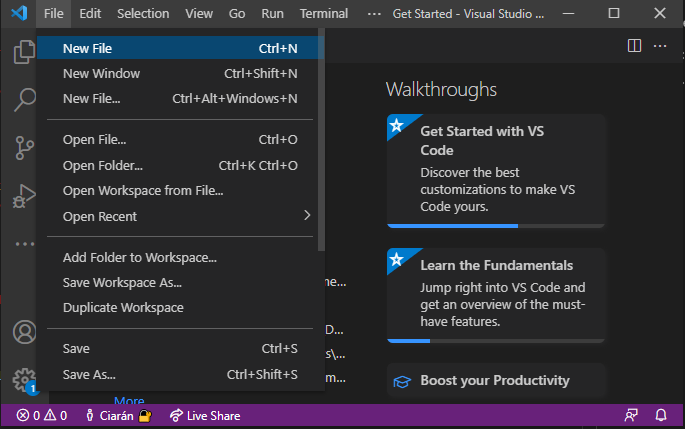 File Edit Selection View Go Run Terminal ··· Get Started - Visual Studio ...
New File Ctrl+N
New Window Ctrl+Shift+N
New File... Ctrl+Alt+Windows+N
Open File... Ctrl+O
Open Folder... Ctrl+K Ctrl+O
Open Workspace from File...
Open Recent
Add Folder to Workspace...
Save Workspace As...
Duplicate Workspace
Save Ctrl+S
Save As... Ctrl+Shift+S
me...
D...
s\...
m...
More
Walkthroughs
Get Started with VS
Code
Discover the best
customizations to make VS
Code yours.
Learn the Fundamentals
Jump right into VS Code and
get an overview of the must-
have features.
Boost your Productivity
1
0 0 Ciarán Live Share